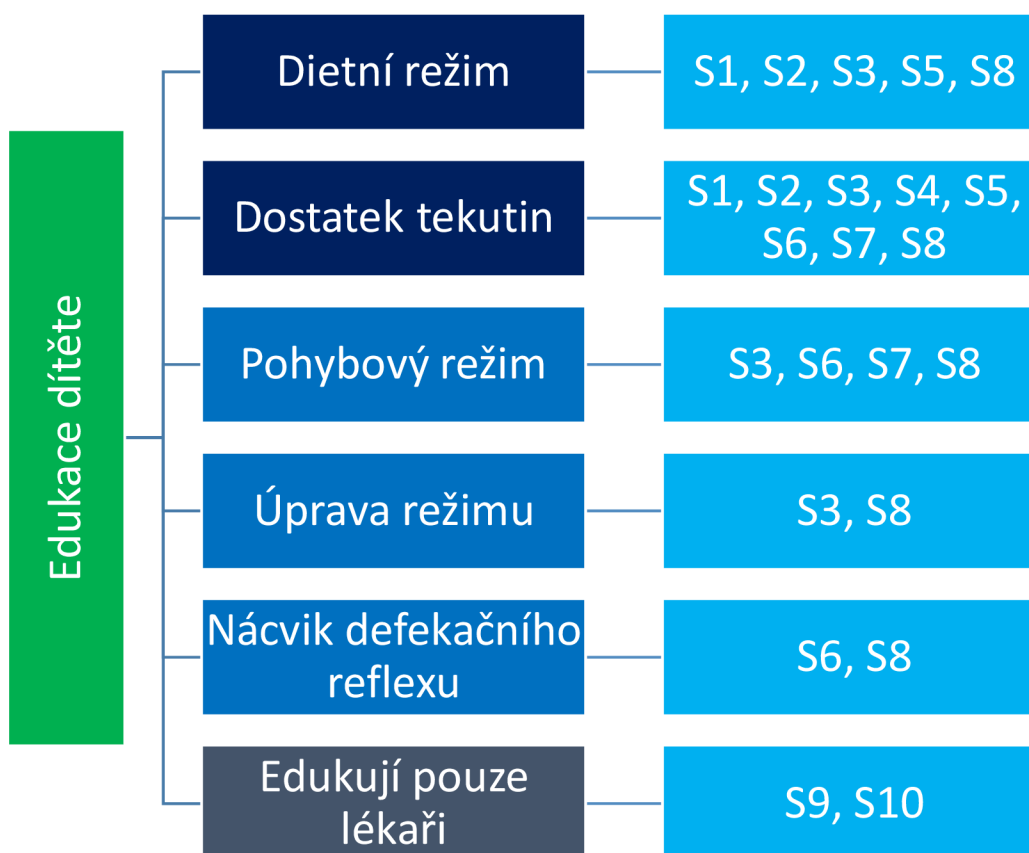 Edukace dítěte
Dietní režim
S1, S2, S3, S5, S8
Dostatek tekutin
S1, S2, S3, S4, S5,
S6, S7, S8
Pohybový režim
S3, S6, S7, S8
Úprava režimu
S3, S8
Nácvik defekačního
reflexu
S6, S8
Edukují pouze
lékaři
S9, S10